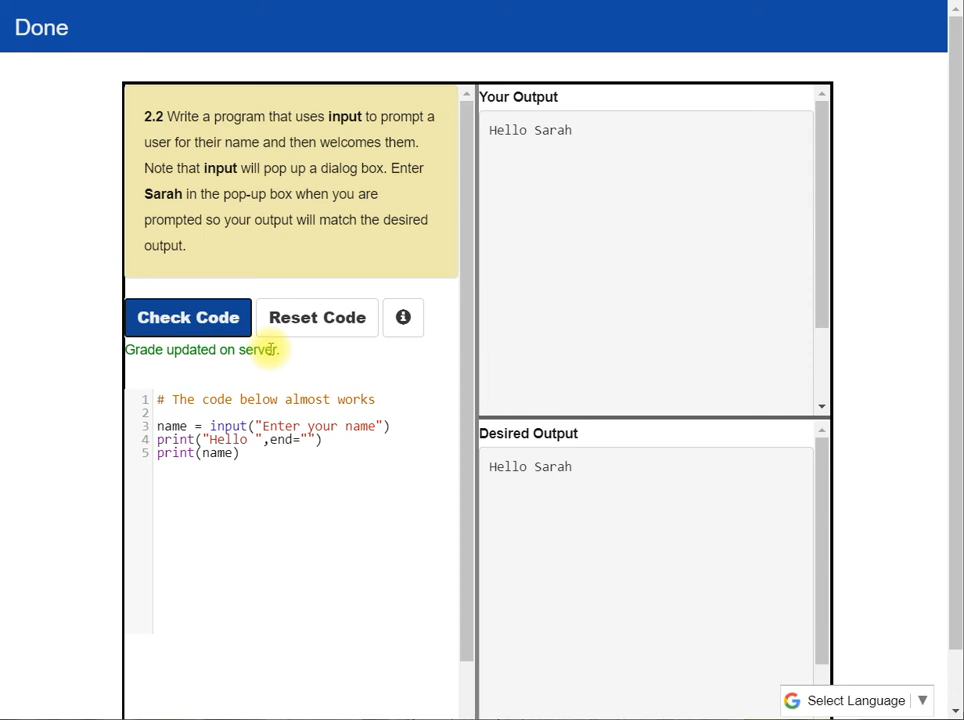 Done
2.2 Write a program that uses input to prompt a
user for their name and then welcomes them.
Note that input will pop up a dialog box. Enter
Sarah in the pop-up box when you are
prompted so your output will match the desired
output.
Check Code
Reset Code
Grade updated on server.
1 # The code below almost works
2
3 name = input("Enter your name")
4 print("Hello ",end="")
5 print(name)
Your Output
Hello Sarah
Desired Output
Hello Sarah
Select Language